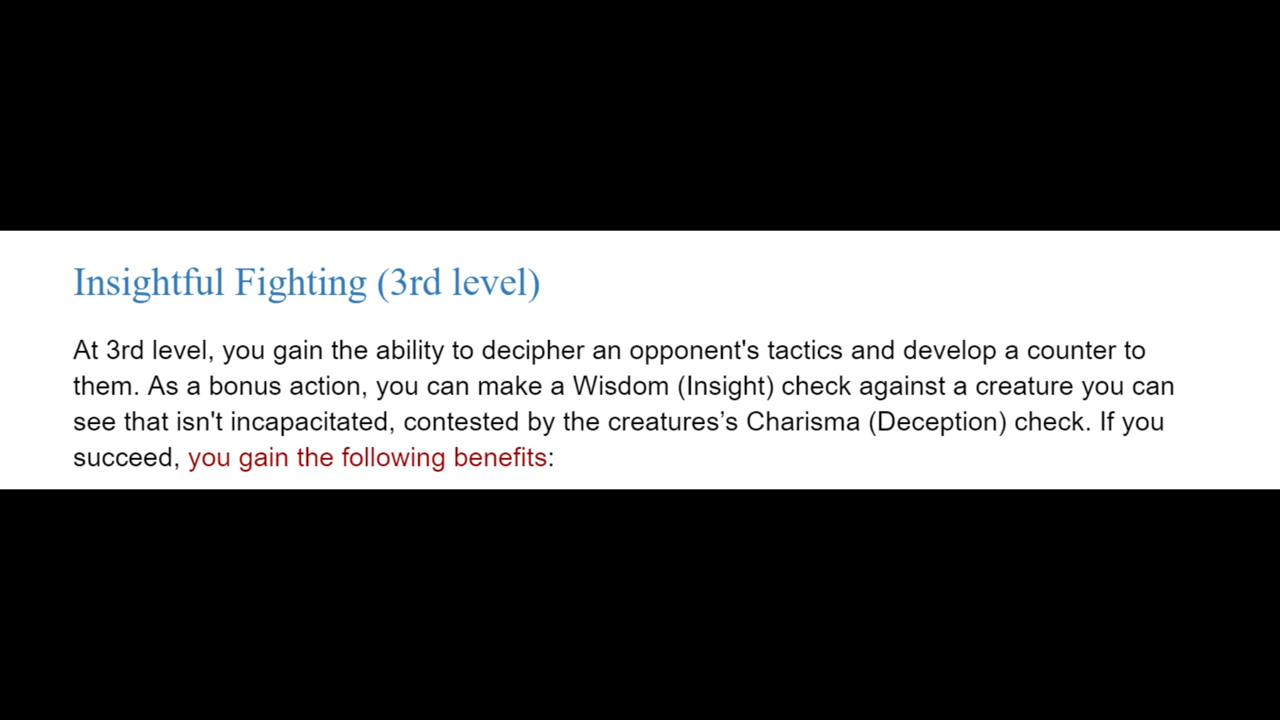 Insightful Fighting (3rd level)
At 3rd level, you gain the ability to decipher an opponent's tactics and develop a counter to
them. As a bonus action, you can make a Wisdom (Insight) check against a creature you can
see that isn't incapacitated, contested by the creatures’s Charisma (Deception) check. If you
succeed, you gain the following benefits: